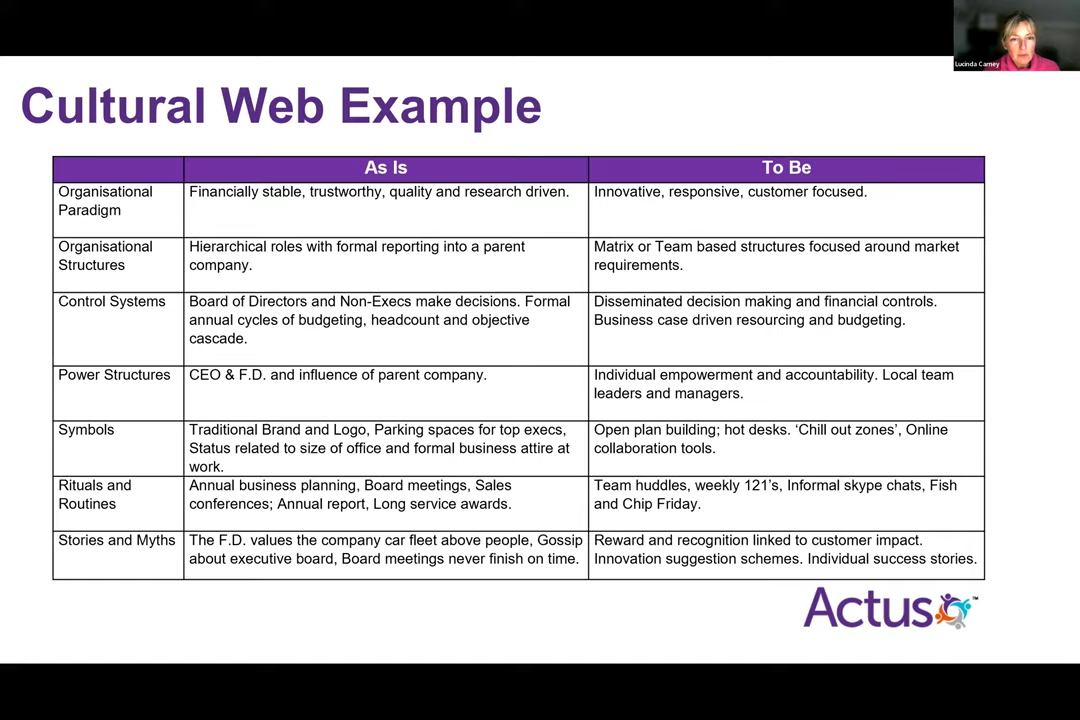 Lucinda Carney
Cultural Web Example
As Is
To Be
Organisational
Paradigm
Financially stable, trustworthy, quality and research driven.
Innovative, responsive, customer focused.
Organisational
Structures
Hierarchical roles with formal reporting into a parent
company.
Matrix or Team based structures focused around market
requirements.
Control Systems
Board of Directors and Non-Execs make decisions. Formal
annual cycles of budgeting, headcount and objective
cascade.
Disseminated decision making and financial controls.
Business case driven resourcing and budgeting.
Power Structures
CEO & F.D. and influence of parent company.
Individual empowerment and accountability. Local team
leaders and managers.
Symbols
Traditional Brand and Logo, Parking spaces for top execs,
Status related to size of office and formal business attire at
work.
Open plan building; hot desks. ‘Chill out zones’, Online
collaboration tools.
Rituals and
Routines
Annual business planning, Board meetings, Sales
conferences; Annual report, Long service awards.
Team huddles, weekly 121’s, Informal skype chats, Fish
and Chip Friday.
Stories and Myths
The F.D. values the company car fleet above people, Gossip
about executive board, Board meetings never finish on time.
Reward and recognition linked to customer impact.
Innovation suggestion schemes. Individual success stories.
Actus™